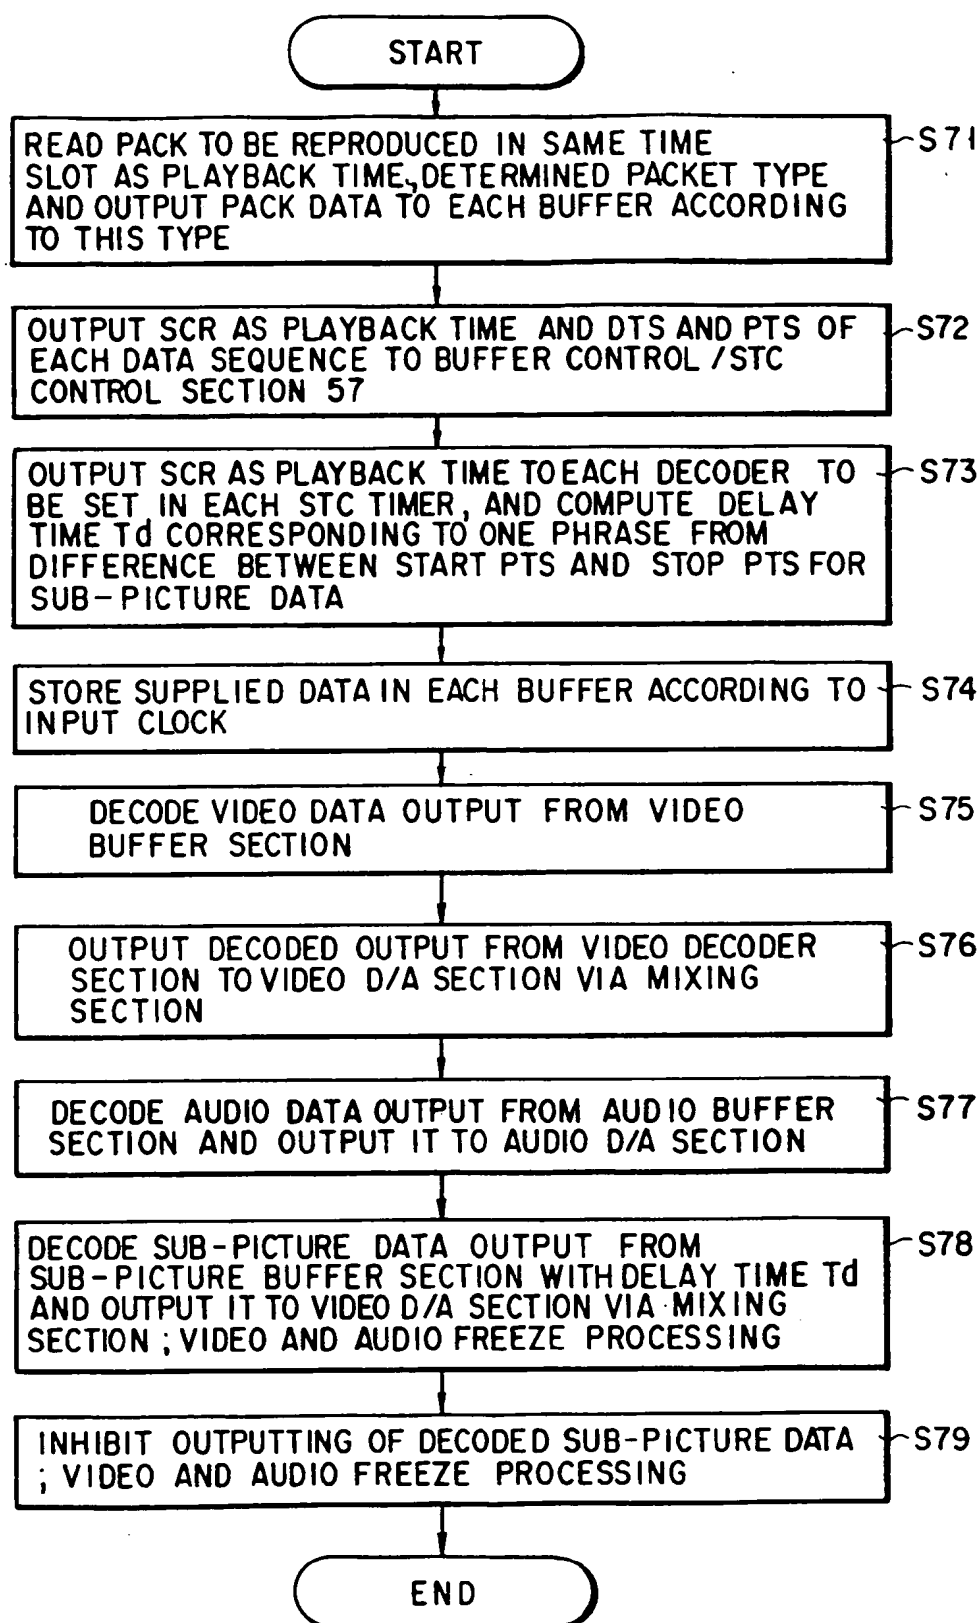 START
READ PACK TO BE REPRODUCED IN SAME TIME
SLOT AS PLAYBACK TIME, DETERMINED PACKET TYPE
AND OUTPUT PACK DATA TO EACH BUFFER ACCORDING
TO THIS TYPE
S71
OUTPUT SCR AS PLAYBACK TIME AND DTS AND PTS OF
EACH DATA SEQUENCE TO BUFFER CONTROL/STC
CONTROL SECTION 57
S72
OUTPUT SCR AS PLAYBACK TIME TO EACH DECODER TO
BE SET IN EACH STC TIMER, AND COMPUTE DELAY
TIME Td CORRESPONDING TO ONE PHRASE FROM
DIFFERENCE BETWEEN START PTS AND STOP PTS FOR
SUB-PICTURE DATA
S73
STORE SUPPLIED DATA IN EACH BUFFER ACCORDING TO
INPUT CLOCK
S74
DECODE VIDEO DATA OUTPUT FROM VIDEO
BUFFER SECTION
S75
OUTPUT DECODED OUTPUT FROM VIDEO DECODER
SECTION TO VIDEO D/A SECTION VIA MIXING
SECTION
S76
DECODE AUDIO DATA OUTPUT FROM AUDIO BUFFER
SECTION AND OUTPUT IT TO AUDIO D/A SECTION
S77
DECODE SUB-PICTURE DATA OUTPUT FROM
SUB-PICTURE BUFFER SECTION WITH DELAY TIME Td
AND OUTPUT IT TO VIDEO D/A SECTION VIA MIXING
SECTION ; VIDEO AND AUDIO FREEZE PROCESSING
S78
INHIBIT OUTPUTTING OF DECODED SUB-PICTURE DATA
; VIDEO AND AUDIO FREEZE PROCESSING
S79
END